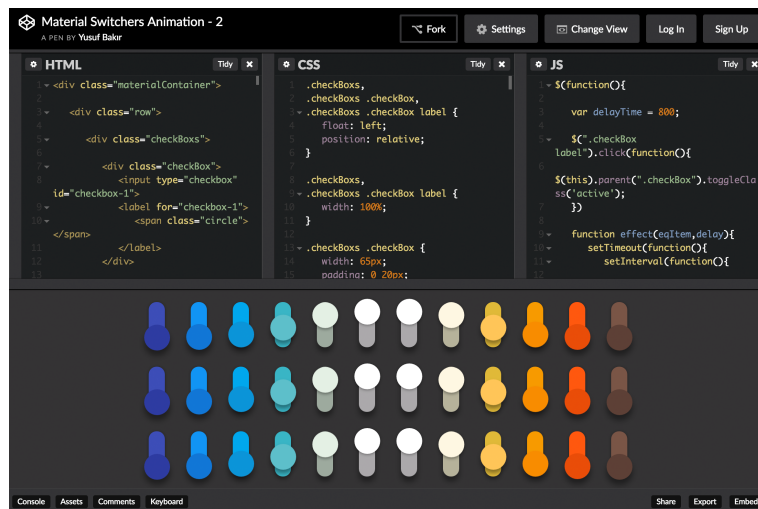 Material Switchers Animation - 2
A PEN BY Yusuf Bakır
Fork
Settings
Change View
Log In
Sign Up
HTML
Tidy
1 <div class="materialContainer">
2
3 <div class="row">
4
5 <div class="checkBoxs">
6
7 <div class="checkBox">
8 <input type="checkbox"
id="checkbox-1">
9 <label for="checkbox-1">
10 <span class="circle">
</span>
11 </label>
12 </div>
13
CSS
Tidy
1 .checkBoxs,
2 .checkBoxs .checkBox,
3 .checkBoxs .checkBox label {
4 float: left;
5 position: relative;
6 }
7
8 .checkBoxs,
9 .checkBoxs .checkBox label {
10 width: 100%;
11 }
12
13 .checkBoxs .checkBox {
14 width: 65px;
15 padding: 0 20px;
JS
Tidy
1 $(function(){
2
3 var delayTime = 800;
4
5 $(".checkBox
label").click(function(){
6
$(this).parent(".checkBox").toggleCla
ss('active');
7 })
8
9 function effect(eqItem,delay){
10 setTimeout(function(){
11 setInterval(function(){
12
Console
Assets
Comments
Keyboard
Share
Export
Embed